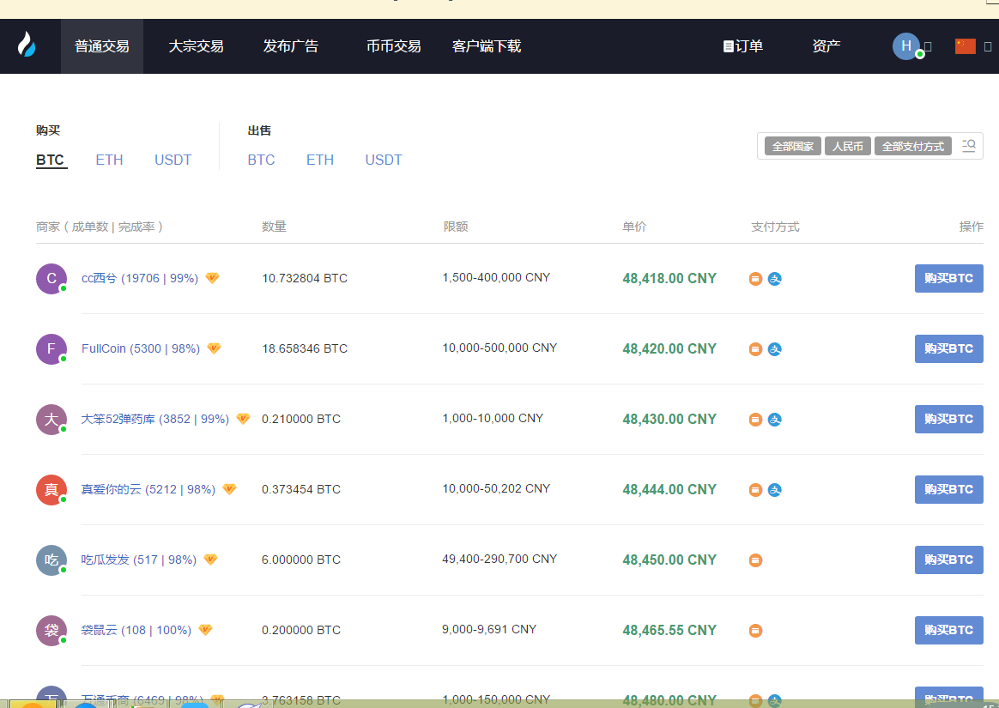 普通交易 大宗交易 发布广告 币币交易 客户端下载 订单 资产 H
购买 出售
BTC ETH USDT BTC ETH USDT 全部国家 人民币 全部支付方式
商家 ( 成单数 | 完成率 ) 数量 限额 单价 支付方式 操作
C cc西兮 (19706 | 99%) 10.732804 BTC 1,500-400,000 CNY 48,418.00 CNY 支 购买BTC
F FullCoin (5300 | 98%) 18.658346 BTC 10,000-500,000 CNY 48,420.00 CNY 支 购买BTC
大 大笨52弹药库 (3852 | 99%) 0.210000 BTC 1,000-10,000 CNY 48,430.00 CNY 支 购买BTC
真 真爱你的云 (5212 | 98%) 0.373454 BTC 10,000-50,202 CNY 48,444.00 CNY 支 购买BTC
吃 吃瓜发发 (517 | 98%) 6.000000 BTC 49,400-290,700 CNY 48,450.00 CNY 购买BTC
袋 袋鼠云 (108 | 100%) 0.200000 BTC 9,000-9,691 CNY 48,465.55 CNY 购买BTC
万 万通币商 (6469 | 98%) 3.763158 BTC 1,000-150,000 CNY 48,480.00 CNY 支 购买BTC